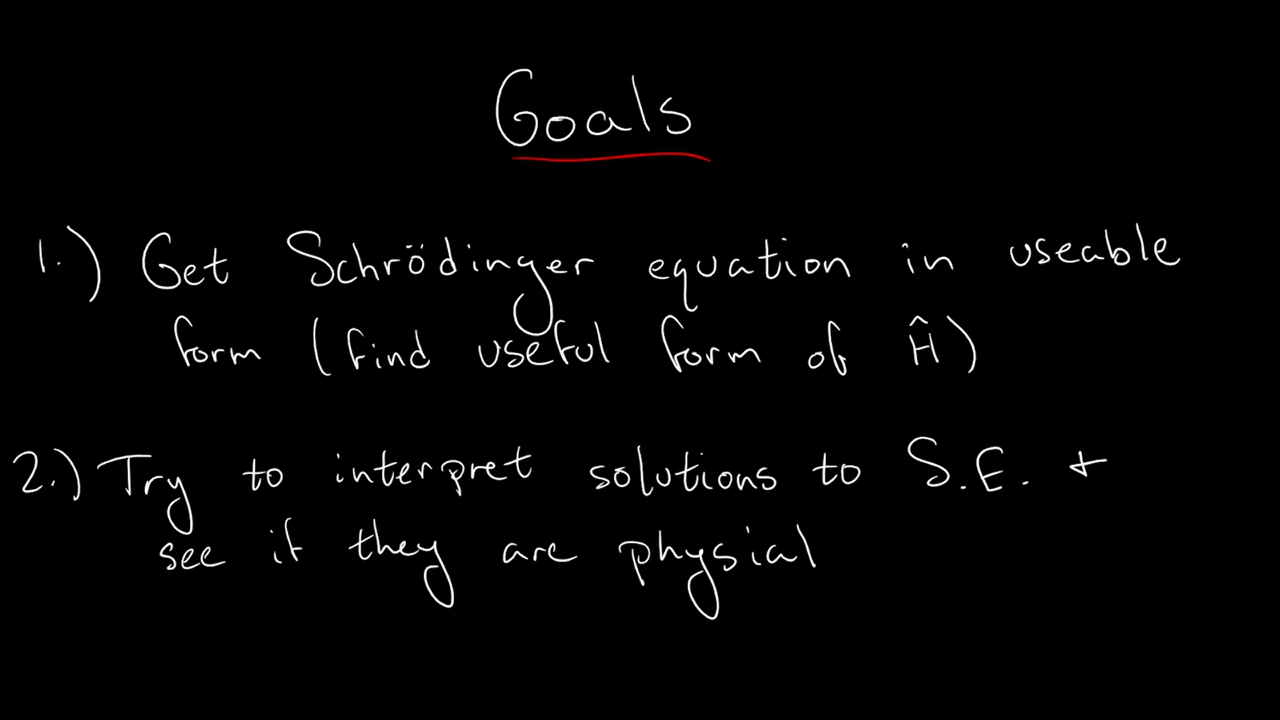 Goals
1.) Get Schrödinger equation in useable
form (find useful form of Ĥ)
2.) Try to interpret solutions to S.E. +
see if they are physial